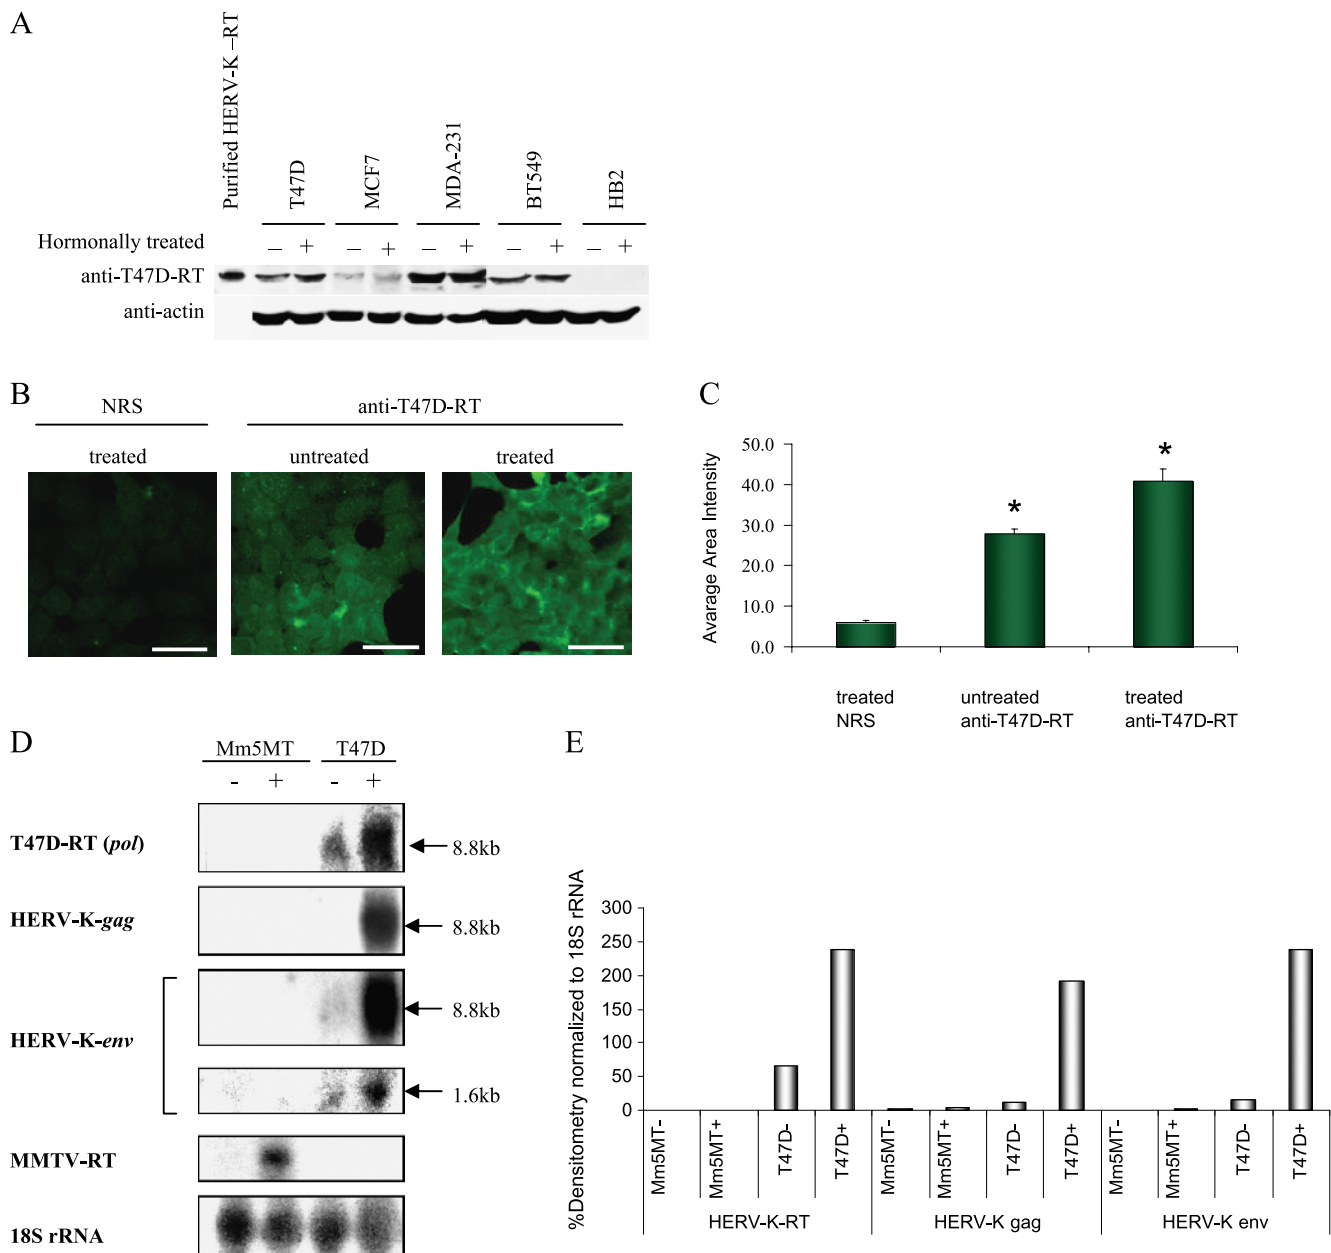 A
Purified HERV-K –RT
T47D
MCF7
MDA-231
BT549
HB2
Hormonally treated
– + – + – + – + – +
anti-T47D-RT
anti-actin
B
NRS
anti-T47D-RT
treated
untreated
treated
C
Avarage Area Intensity
50.0
40.0
30.0
20.0
10.0
0.0
*
*
treated
NRS
untreated
anti-T47D-RT
treated
anti-T47D-RT
D
Mm5MT
T47D
- + - +
T47D-RT (pol)
8.8kb
HERV-K-gag
8.8kb
HERV-K-env
8.8kb
1.6kb
MMTV-RT
18S rRNA
E
%Densitometry normalized to 18S rRNA
300
250
200
150
100
50
0
Mm5MT-
Mm5MT+
T47D-
T47D+
Mm5MT-
Mm5MT+
T47D-
T47D+
Mm5MT-
Mm5MT+
T47D-
T47D+
HERV-K-RT
HERV-K gag
HERV-K env